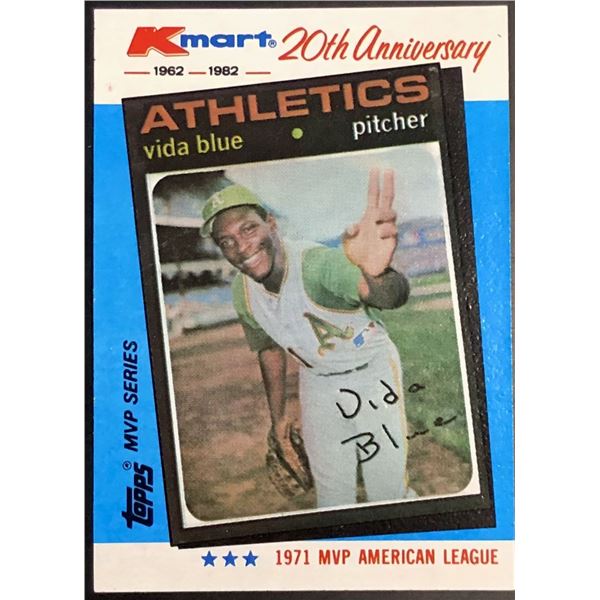 Kmart® 20th Anniversary
1962 — 1982
ATHLETICS
vida blue • pitcher
A
A
Vida
Blue
topps® MVP SERIES
★★★ 1971 MVP AMERICAN LEAGUE